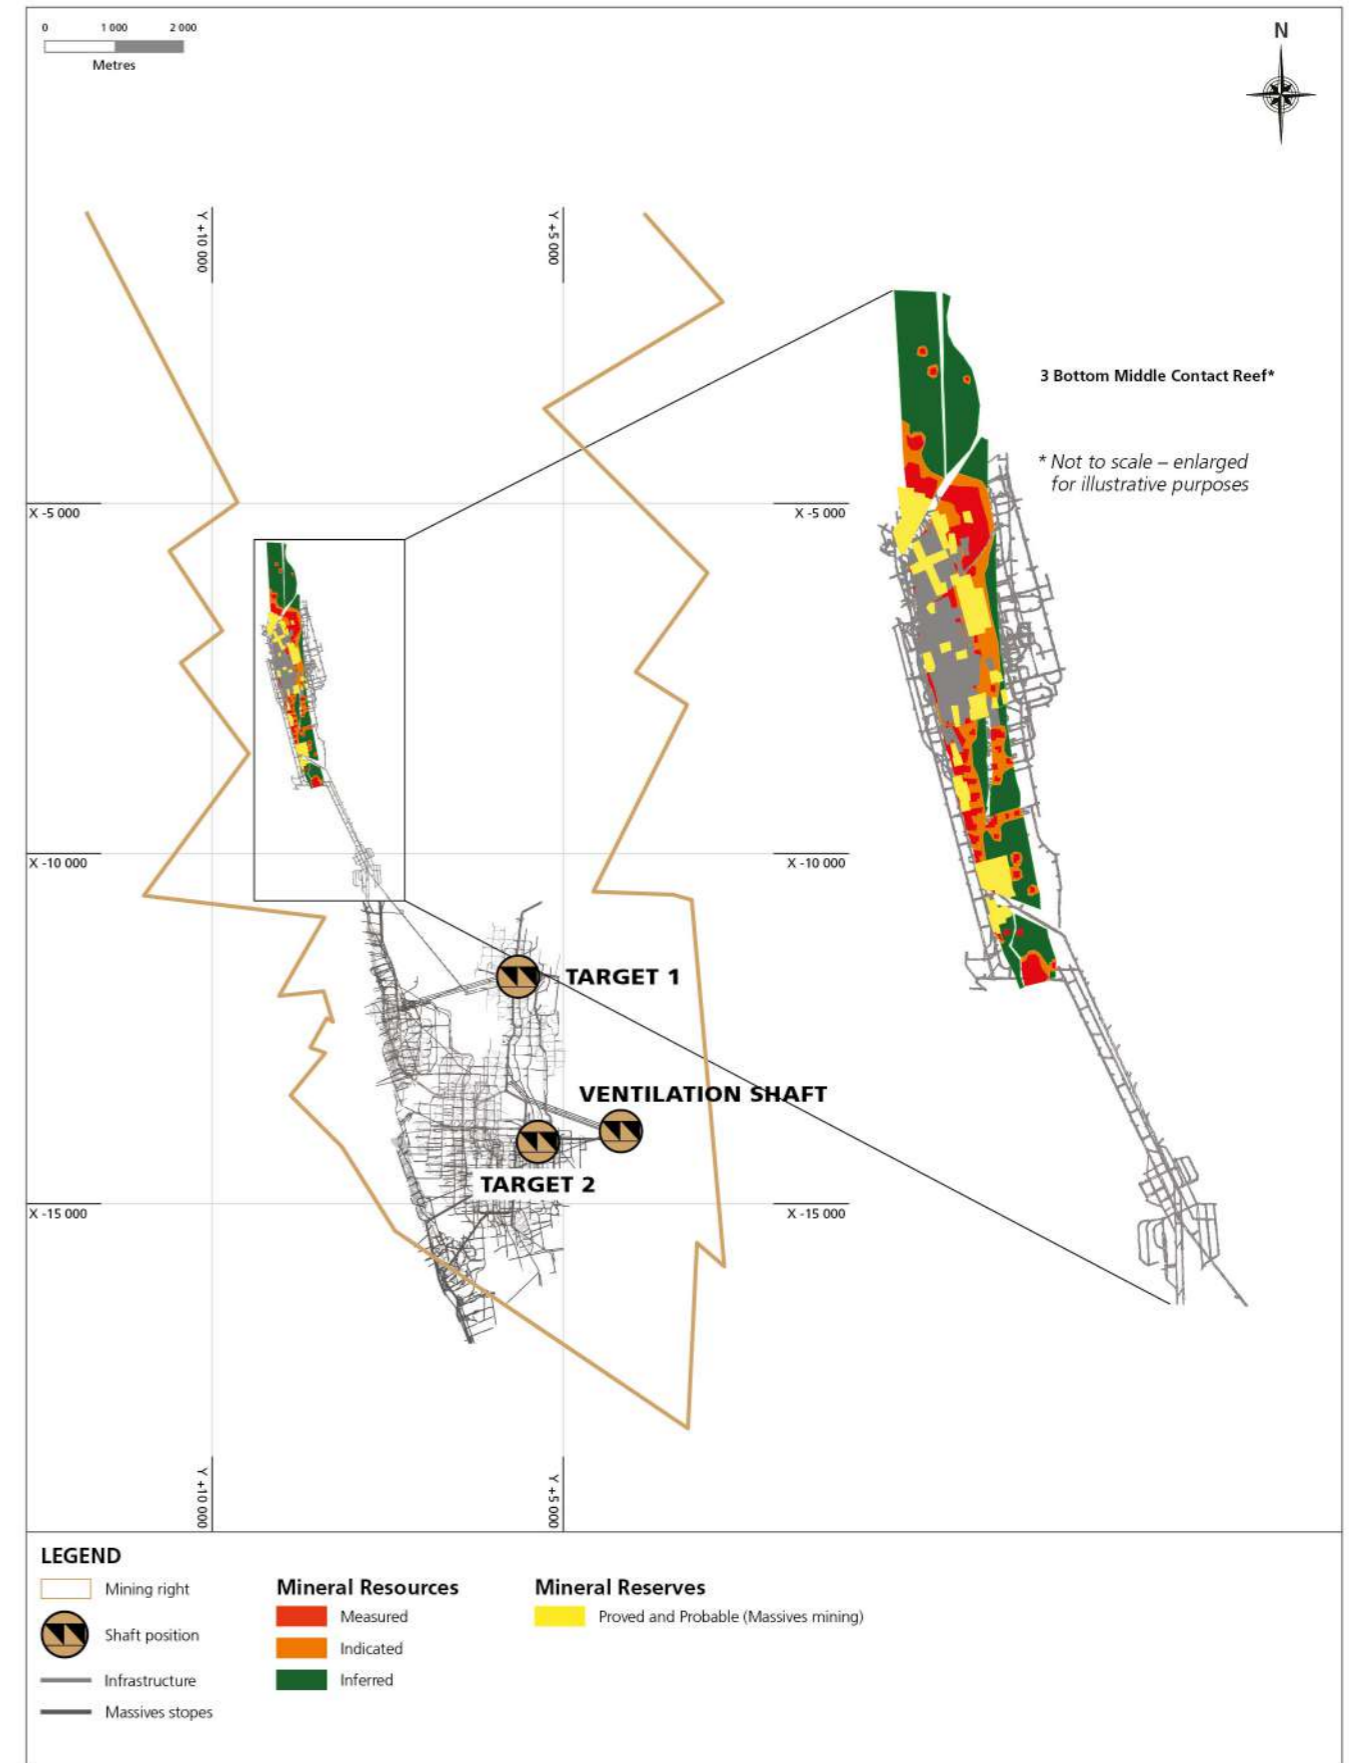 0 1 000 2 000
Metres
N
Y +10 000
Y +5 000
3 Bottom Middle Contact Reef*
* Not to scale – enlarged
for illustrative purposes
X -5 000
X -5 000
X -10 000
X -10 000
TARGET 1
VENTILATION SHAFT
TARGET 2
X -15 000
X -15 000
Y +10 000
Y +5 000
LEGEND
Mining right
Shaft position
Infrastructure
Massives stopes
Mineral Resources
Measured
Indicated
Inferred
Mineral Reserves
Proved and Probable (Massives mining)